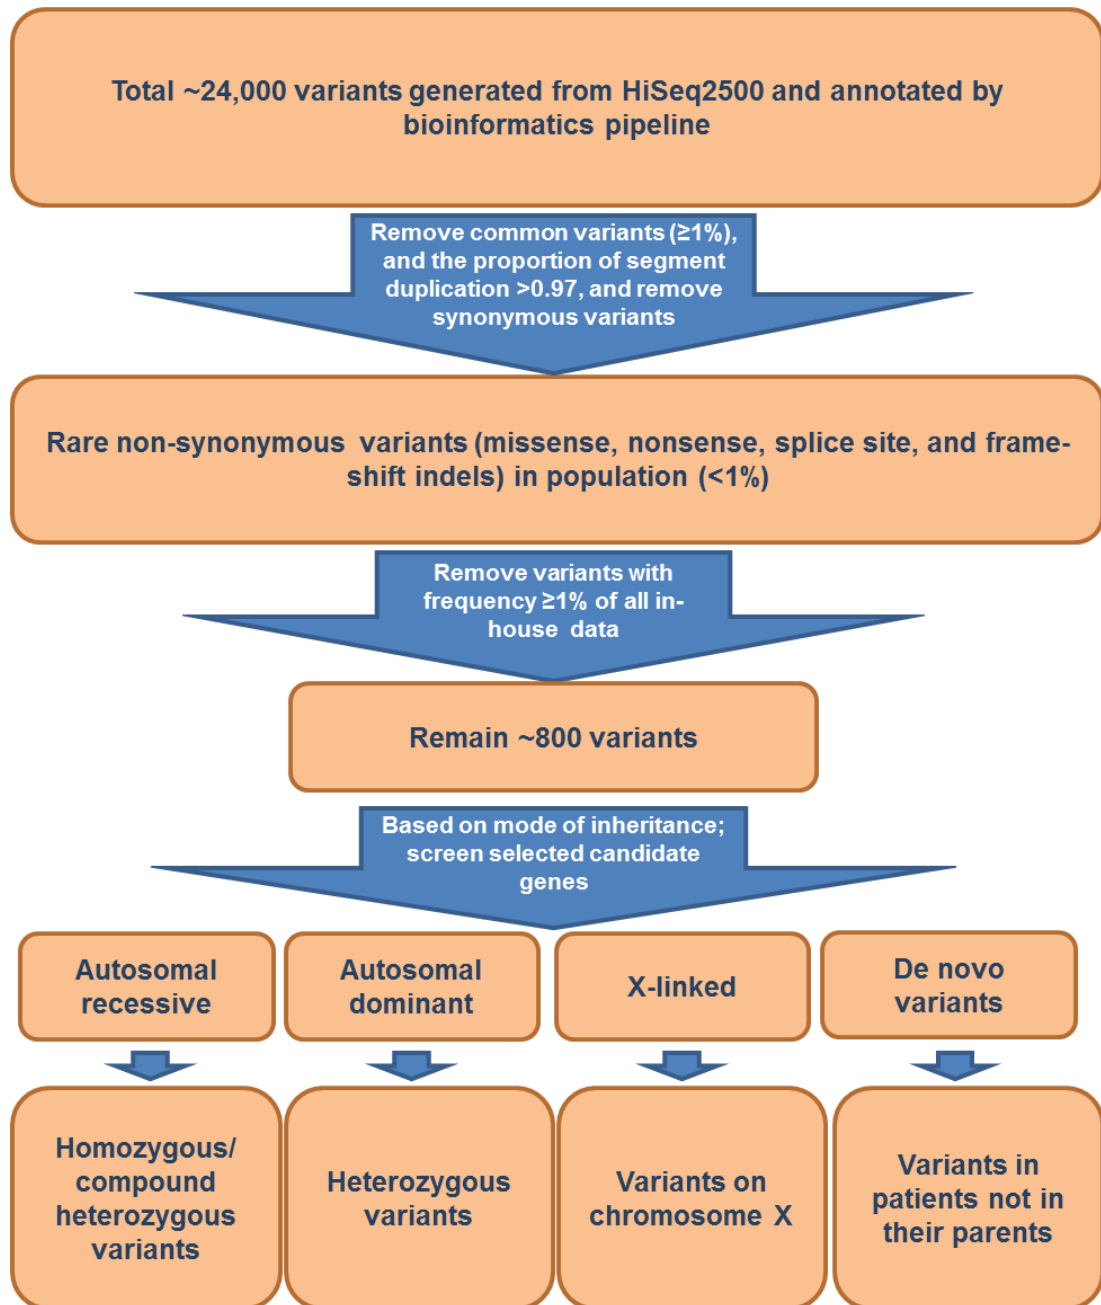 Total ~24,000 variants generated from HiSeq2500 and annotated by
bioinformatics pipeline
Remove common variants (≥1%),
and the proportion of segment
duplication >0.97, and remove
synonymous variants
Rare non-synonymous variants (missense, nonsense, splice site, and frame-
shift indels) in population (<1%)
Remove variants with
frequency ≥1% of all in-
house data
Remain ~800 variants
Based on mode of inheritance;
screen selected candidate
genes
Autosomal
recessive
Autosomal
dominant
X-linked
De novo
variants
Homozygous/
compound
heterozygous
variants
Heterozygous
variants
Variants on
chromosome X
Variants in
patients not in
their parents